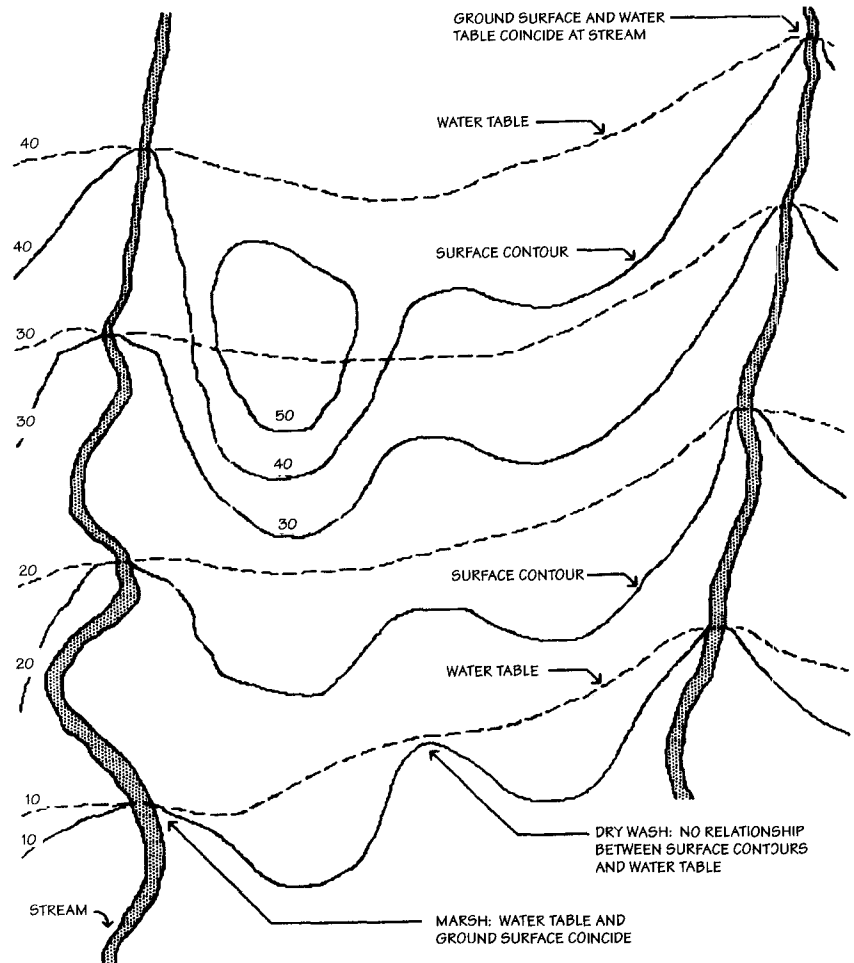 GROUND SURFACE AND WATER
TABLE COINCIDE AT STREAM
WATER TABLE
40
40
SURFACE CONTOUR
30
50
30
40
30
20
SURFACE CONTOUR
20
WATER TABLE
10
10
DRY WASH: NO RELATIONSHIP
BETWEEN SURFACE CONTOURS
AND WATER TABLE
STREAM
MARSH: WATER TABLE AND
GROUND SURFACE COINCIDE